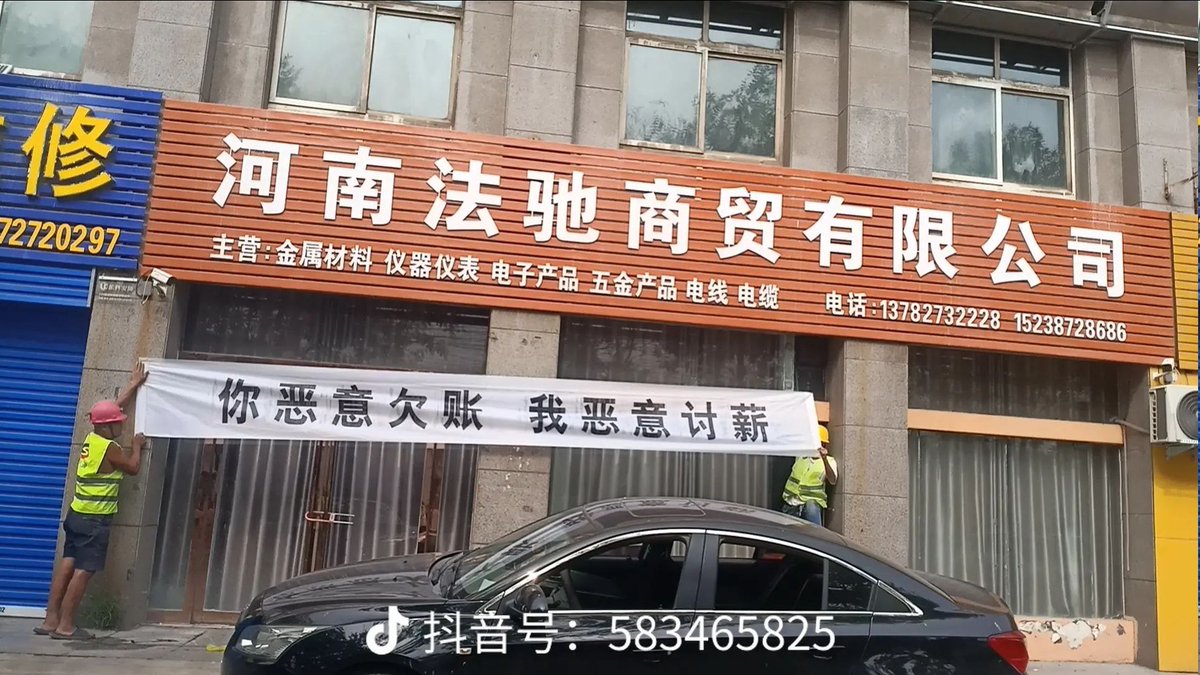 修
72720297
河南法驰商贸有限公司
主营:金属材料 仪器仪表 电子产品 五金产品 电线 电缆 电话:13782732228 15238728686
你恶意欠账 我恶意讨薪
抖音号：583465825